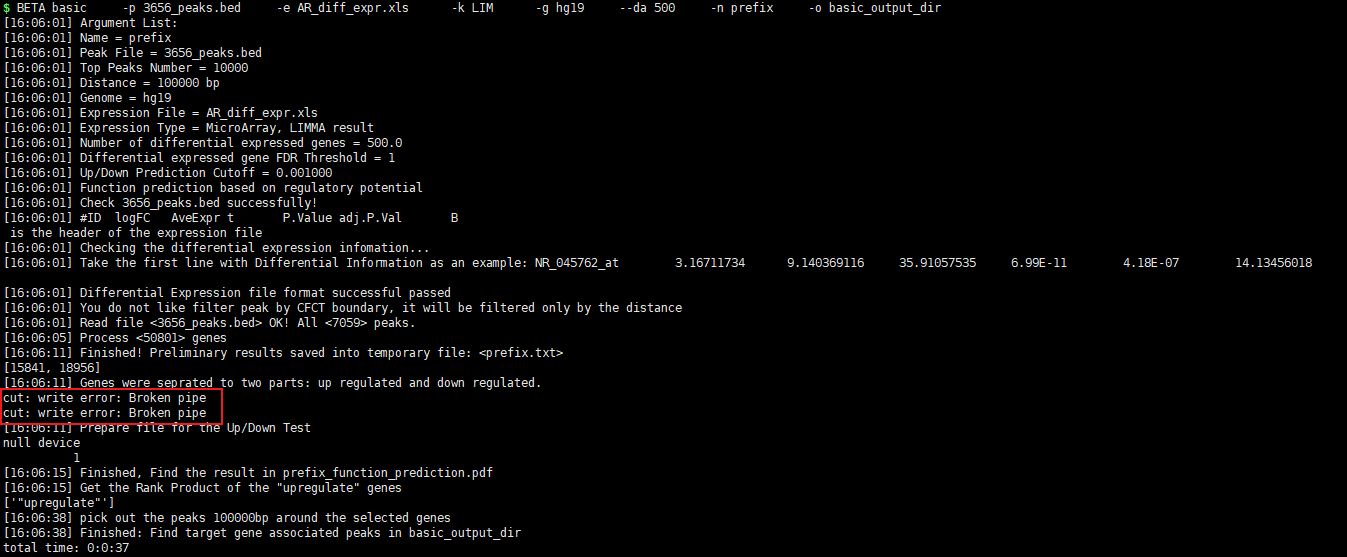 $ BETA basic -p 3656_peaks.bed -e AR_diff_expr.xls -k LIM -g hg19 --da 500 -n prefix -o basic_output_dir
[16:06:01] Argument List:
[16:06:01] Name = prefix
[16:06:01] Peak File = 3656_peaks.bed
[16:06:01] Top Peaks Number = 10000
[16:06:01] Distance = 100000 bp
[16:06:01] Genome = hg19
[16:06:01] Expression File = AR_diff_expr.xls
[16:06:01] Expression Type = MicroArray, LIMMA result
[16:06:01] Number of differential expressed genes = 500.0
[16:06:01] Differential expressed gene FDR Threshold = 1
[16:06:01] Up/Down Prediction Cutoff = 0.001000
[16:06:01] Function prediction based on regulatory potential
[16:06:01] Check 3656_peaks.bed successfully!
[16:06:01] #ID logFC AveExpr t P.Value adj.P.Val B
is the header of the expression file
[16:06:01] Checking the differential expression infomation...
[16:06:01] Take the first line with Differential Information as an example: NR_045762_at 3.16711734 9.140369116 35.91057535 6.99E-11 4.18E-07 14.13456018
[16:06:01] Differential Expression file format successful passed
[16:06:01] You do not like filter peak by CFCT boundary, it will be filtered only by the distance
[16:06:01] Read file <3656_peaks.bed> OK! All <7059> peaks.
[16:06:05] Process <50801> genes
[16:06:11] Finished! Preliminary results saved into temporary file: <prefix.txt>
[15841, 18956]
[16:06:11] Genes were seprated to two parts: up regulated and down regulated.
cut: write error: Broken pipe
cut: write error: Broken pipe
[16:06:11] Prepare file for the Up/Down Test
null device
1
[16:06:15] Finished, Find the result in prefix_function_prediction.pdf
[16:06:15] Get the Rank Product of the "upregulate" genes
['"upregulate"']
[16:06:38] pick out the peaks 100000bp around the selected genes
[16:06:38] Finished: Find target gene associated peaks in basic_output_dir
total time: 0:0:37